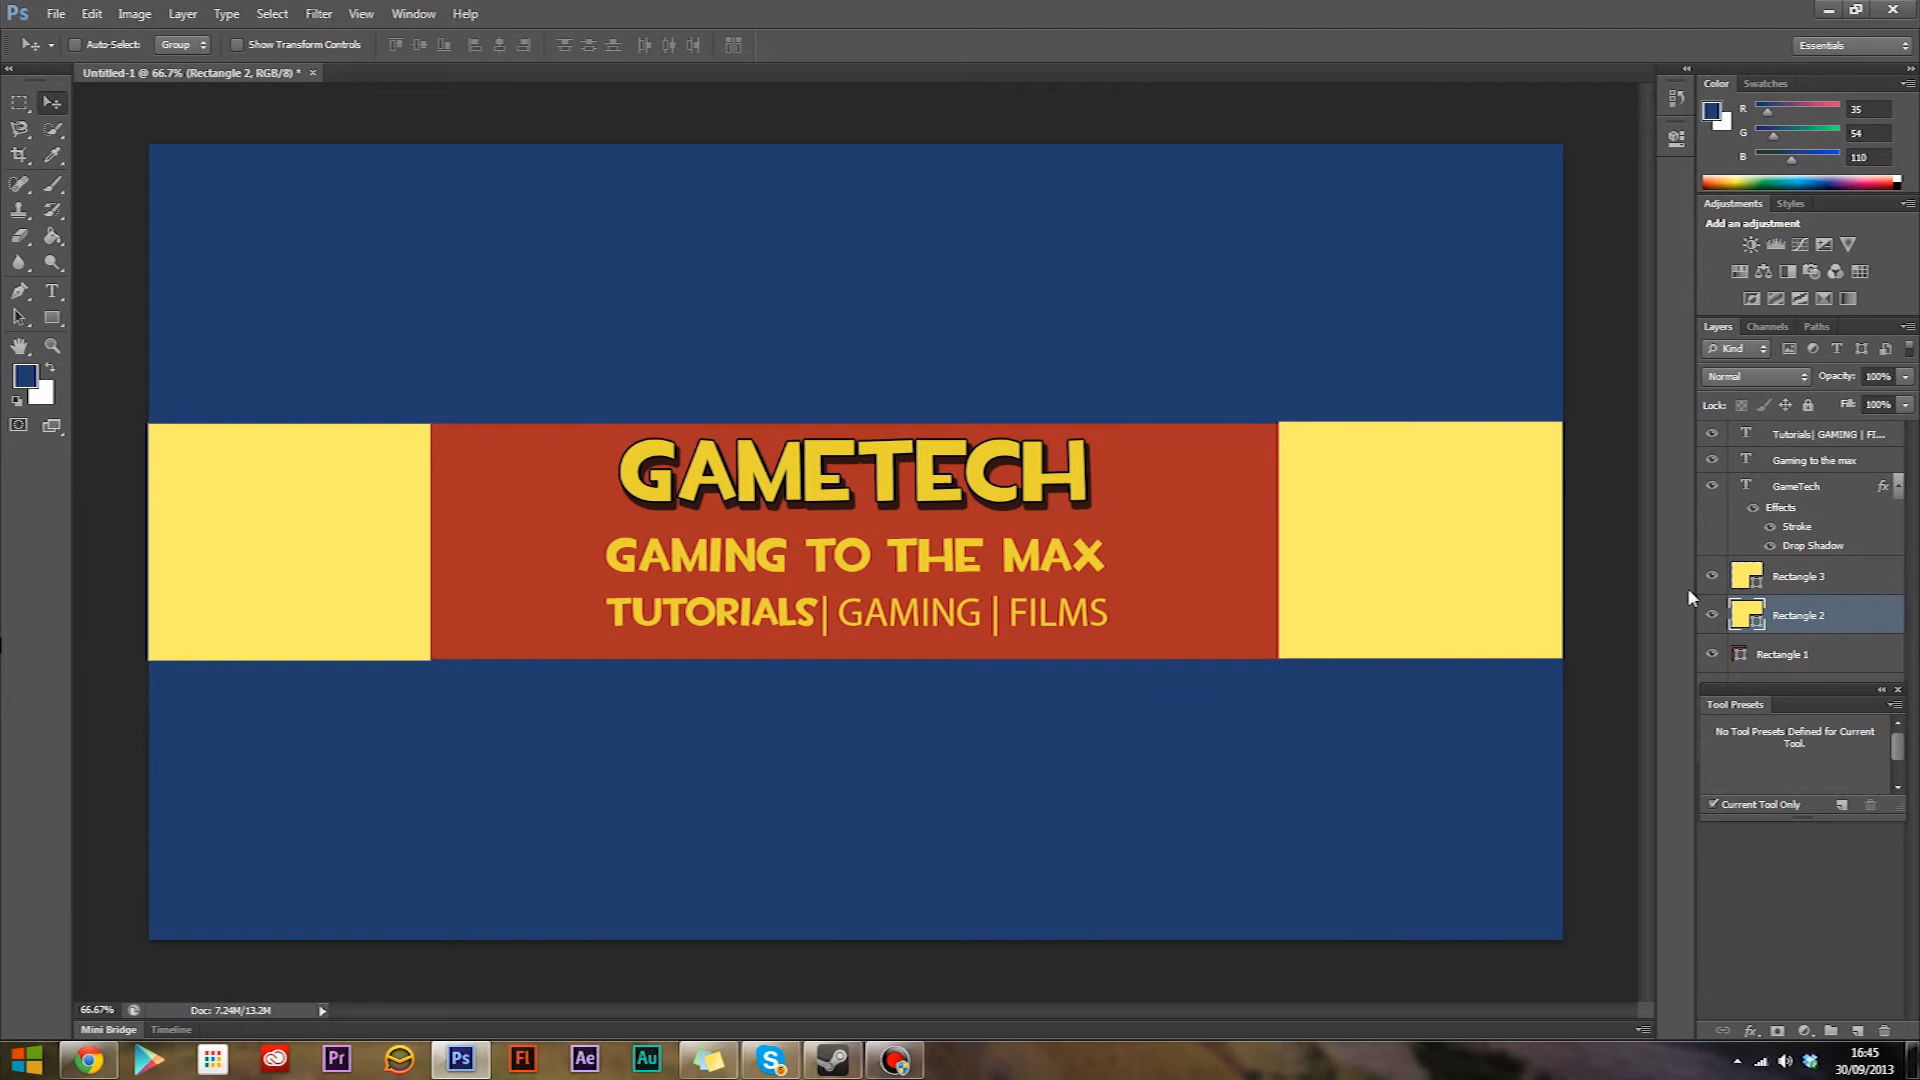 Ps File Edit Image Layer Type Select Filter View Window Help
Auto-Select: Group Show Transform Controls Essentials
Untitled-1 @ 66.7% (Rectangle 2, RGB/8) * ×
Color Swatches
R 35
G 54
B 110
Adjustments Styles
Add an adjustment
Layers Channels Paths
Kind
Normal Opacity: 100%
Lock: Fill: 100%
T Tutorials| GAMING | FI...
T Gaming to the max
T GameTech fx
Effects
Stroke
Drop Shadow
Rectangle 3
Rectangle 2
Rectangle 1
Tool Presets
No Tool Presets Defined for Current
Tool.
Current Tool Only
GAMETECH
GAMING TO THE MAX
TUTORIALS| GAMING | FILMS
66.67% Doc: 7.24M/13.2M
Mini Bridge Timeline
Pr Ps Fl Ae Au
16:45
30/09/2013